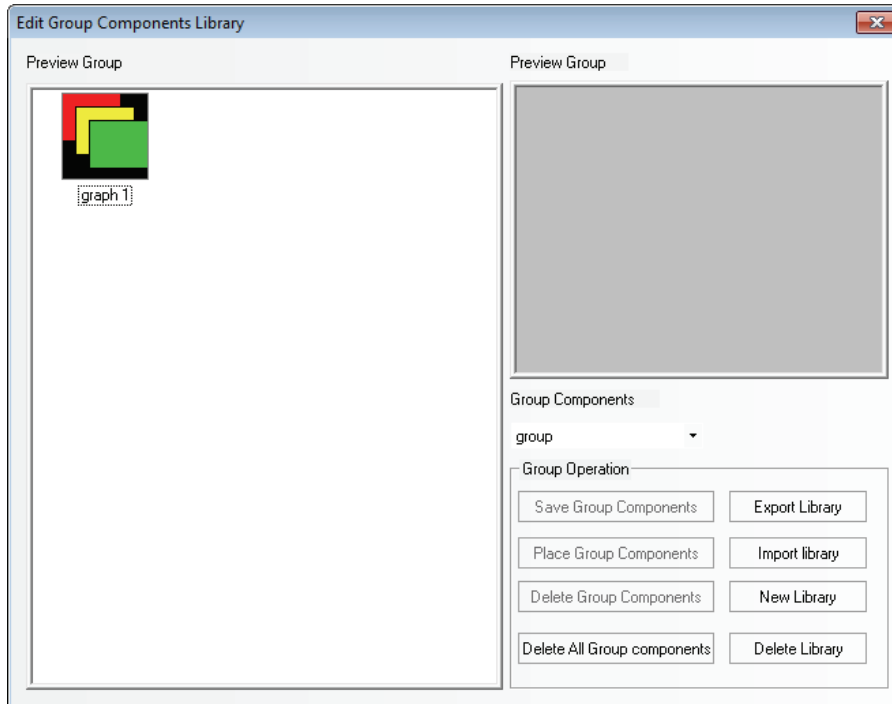 Edit Group Components Library
Preview Group
graph 1
Preview Group
Group Components
group
Group Operation
Save Group Components
Export Library
Place Group Components
Import library
Delete Group Components
New Library
Delete All Group components
Delete Library